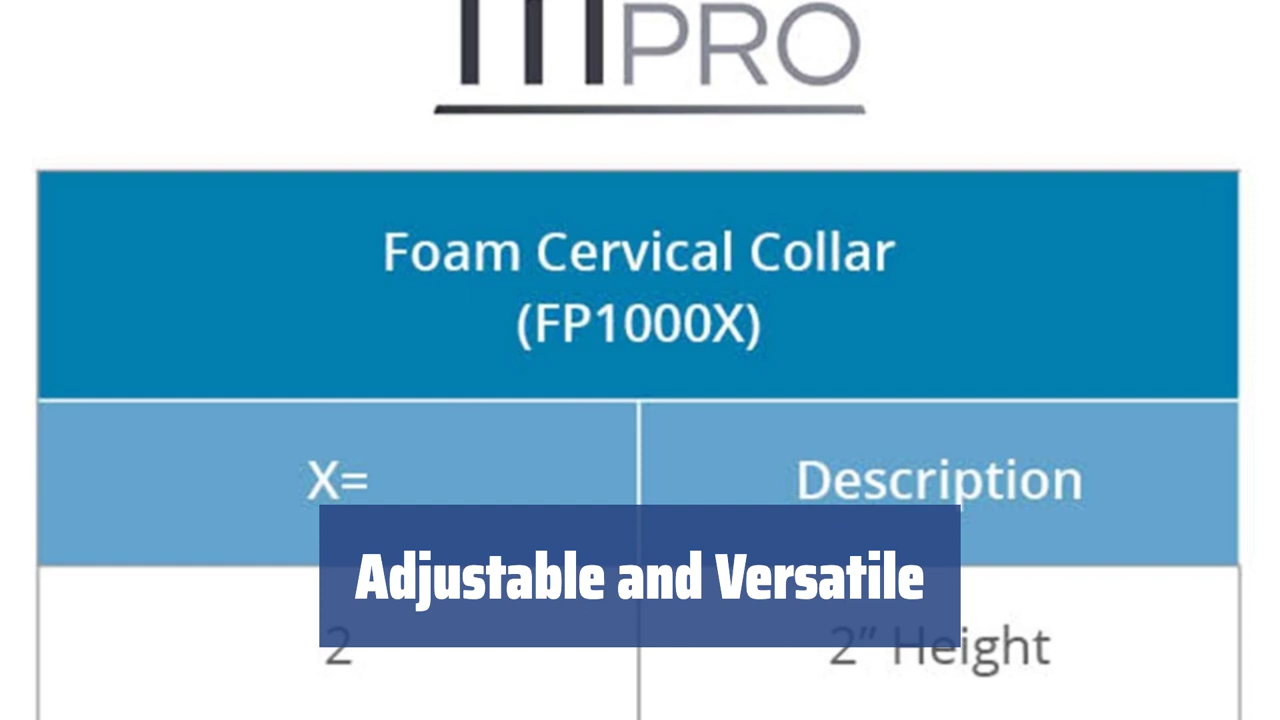 PRO
Foam Cervical Collar
(FP1000X)
X=
Description
Adjustable and Versatile
2
2” Height